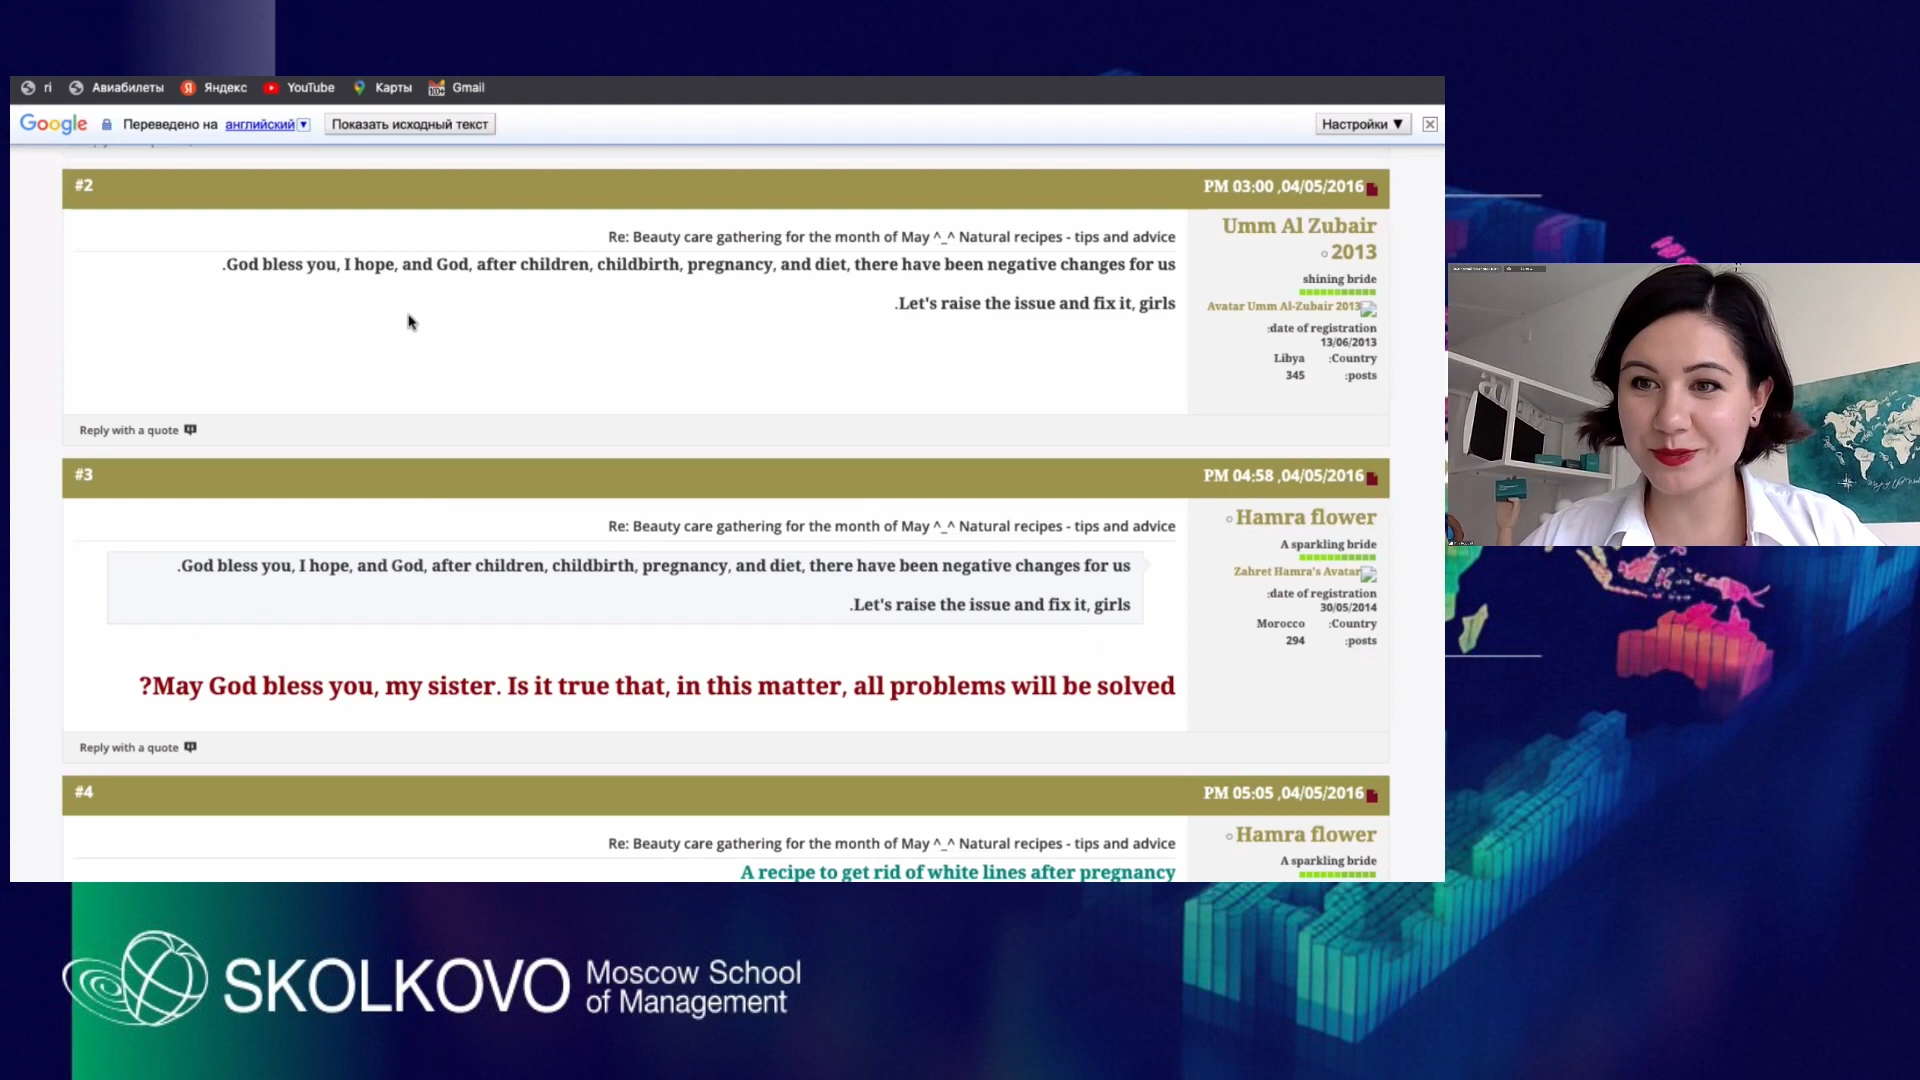 ri Авиабилеты Яндекс YouTube Карты Gmail
Google Переведено на английский Показать исходный текст Настройки ▼
#2 PM 03:00 ,04/05/2016
Re: Beauty care gathering for the month of May ^_^ Natural recipes - tips and advice
.God bless you, I hope, and God, after children, childbirth, pregnancy, and diet, there have been negative changes for us
.Let's raise the issue and fix it, girls
Umm Al Zubair
2013
shining bride
Avatar Umm Al-Zubair 2013
:date of registration
13/06/2013
Libya :Country
345 :posts
Reply with a quote
#3 PM 04:58 ,04/05/2016
Re: Beauty care gathering for the month of May ^_^ Natural recipes - tips and advice
.God bless you, I hope, and God, after children, childbirth, pregnancy, and diet, there have been negative changes for us
.Let's raise the issue and fix it, girls
?May God bless you, my sister. Is it true that, in this matter, all problems will be solved
Hamra flower
A sparkling bride
Zahret Hamra's Avatar
:date of registration
30/05/2014
Morocco :Country
294 :posts
Reply with a quote
#4 PM 05:05 ,04/05/2016
Re: Beauty care gathering for the month of May ^_^ Natural recipes - tips and advice
A recipe to get rid of white lines after pregnancy
Hamra flower
A sparkling bride
SKOLKOVO Moscow School
of Management